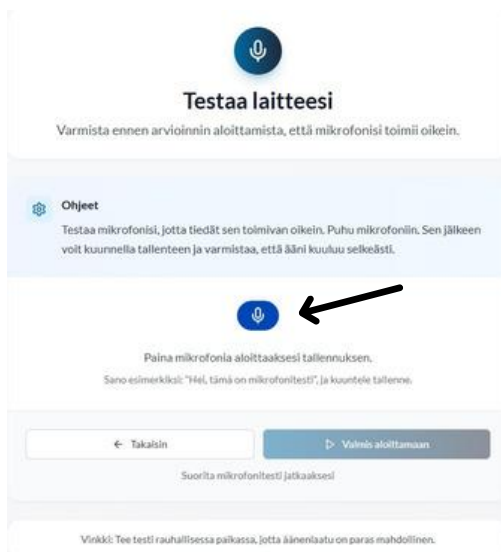 Testaa laitteesi
Varmista ennen arvioinnin aloittamista, että mikrofonisi toimii oikein.
Ohjeet
Testaa mikrofonisi, jotta tiedät sen toimivan oikein. Puhu mikrofoniin. Sen jälkeen
voit kuunnella tallenteen ja varmistaa, että ääni kuuluu selkeästi.
Paina mikrofonia aloittaaksesi tallennuksen.
Sano esimerkiksi: "Hei, tämä on mikrofonitesti", ja kuuntele tallenne.
← Takaisin
Valmis aloittamaan
Suorita mikrofonitesti jatkaaksesi
Vinkki: Tee testi rauhallisessa paikassa, jotta äänenlaatu on paras mahdollinen.